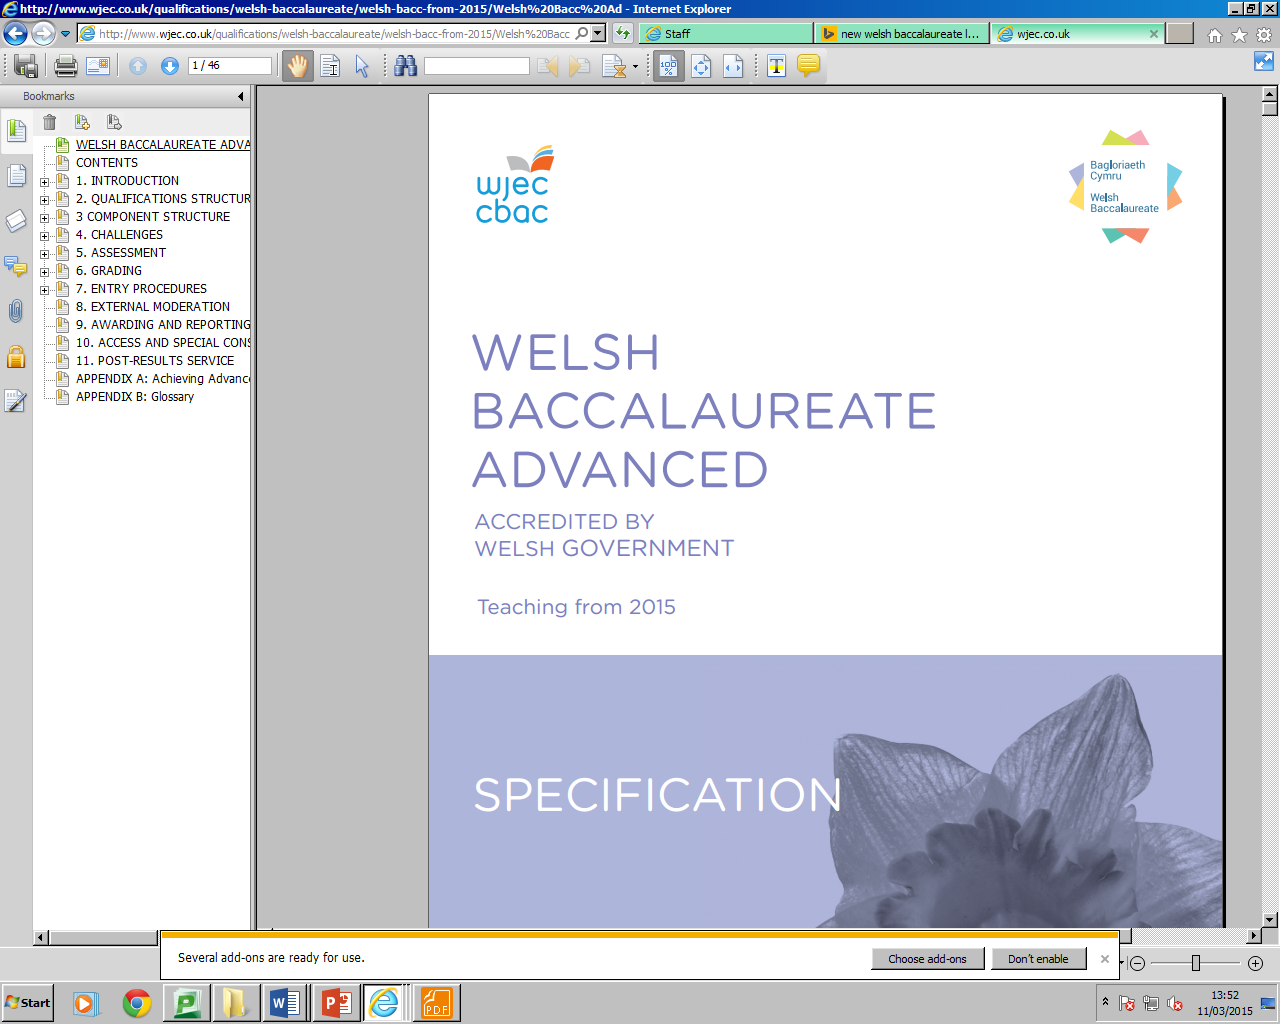 http://www.wjec.co.uk/qualifications/welsh-baccalaureate/welsh-bacc-from-2015/Welsh%20Bacc%20Ad - Internet Explorer
http://www.wjec.co.uk/qualifications/welsh-baccalaureate/welsh-bacc-from-2015/Welsh%20Bacc
Staff
new welsh baccalaureate l...
wjec.co.uk
1 / 46
Bookmarks
WELSH BACCALAUREATE ADVA
CONTENTS
1. INTRODUCTION
2. QUALIFICATIONS STRUCTUR
3 COMPONENT STRUCTURE
4. CHALLENGES
5. ASSESSMENT
6. GRADING
7. ENTRY PROCEDURES
8. EXTERNAL MODERATION
9. AWARDING AND REPORTING
10. ACCESS AND SPECIAL CONS
11. POST-RESULTS SERVICE
APPENDIX A: Achieving Advance
APPENDIX B: Glossary
wjec
cbac
Bagloriaeth
Cymru
Welsh
Baccalaureate
WELSH
BACCALAUREATE
ADVANCED
ACCREDITED BY
WELSH GOVERNMENT
Teaching from 2015
SPECIFICATION
Several add-ons are ready for use.
Choose add-ons
Don't enable
Start
PDF
13:52
11/03/2015